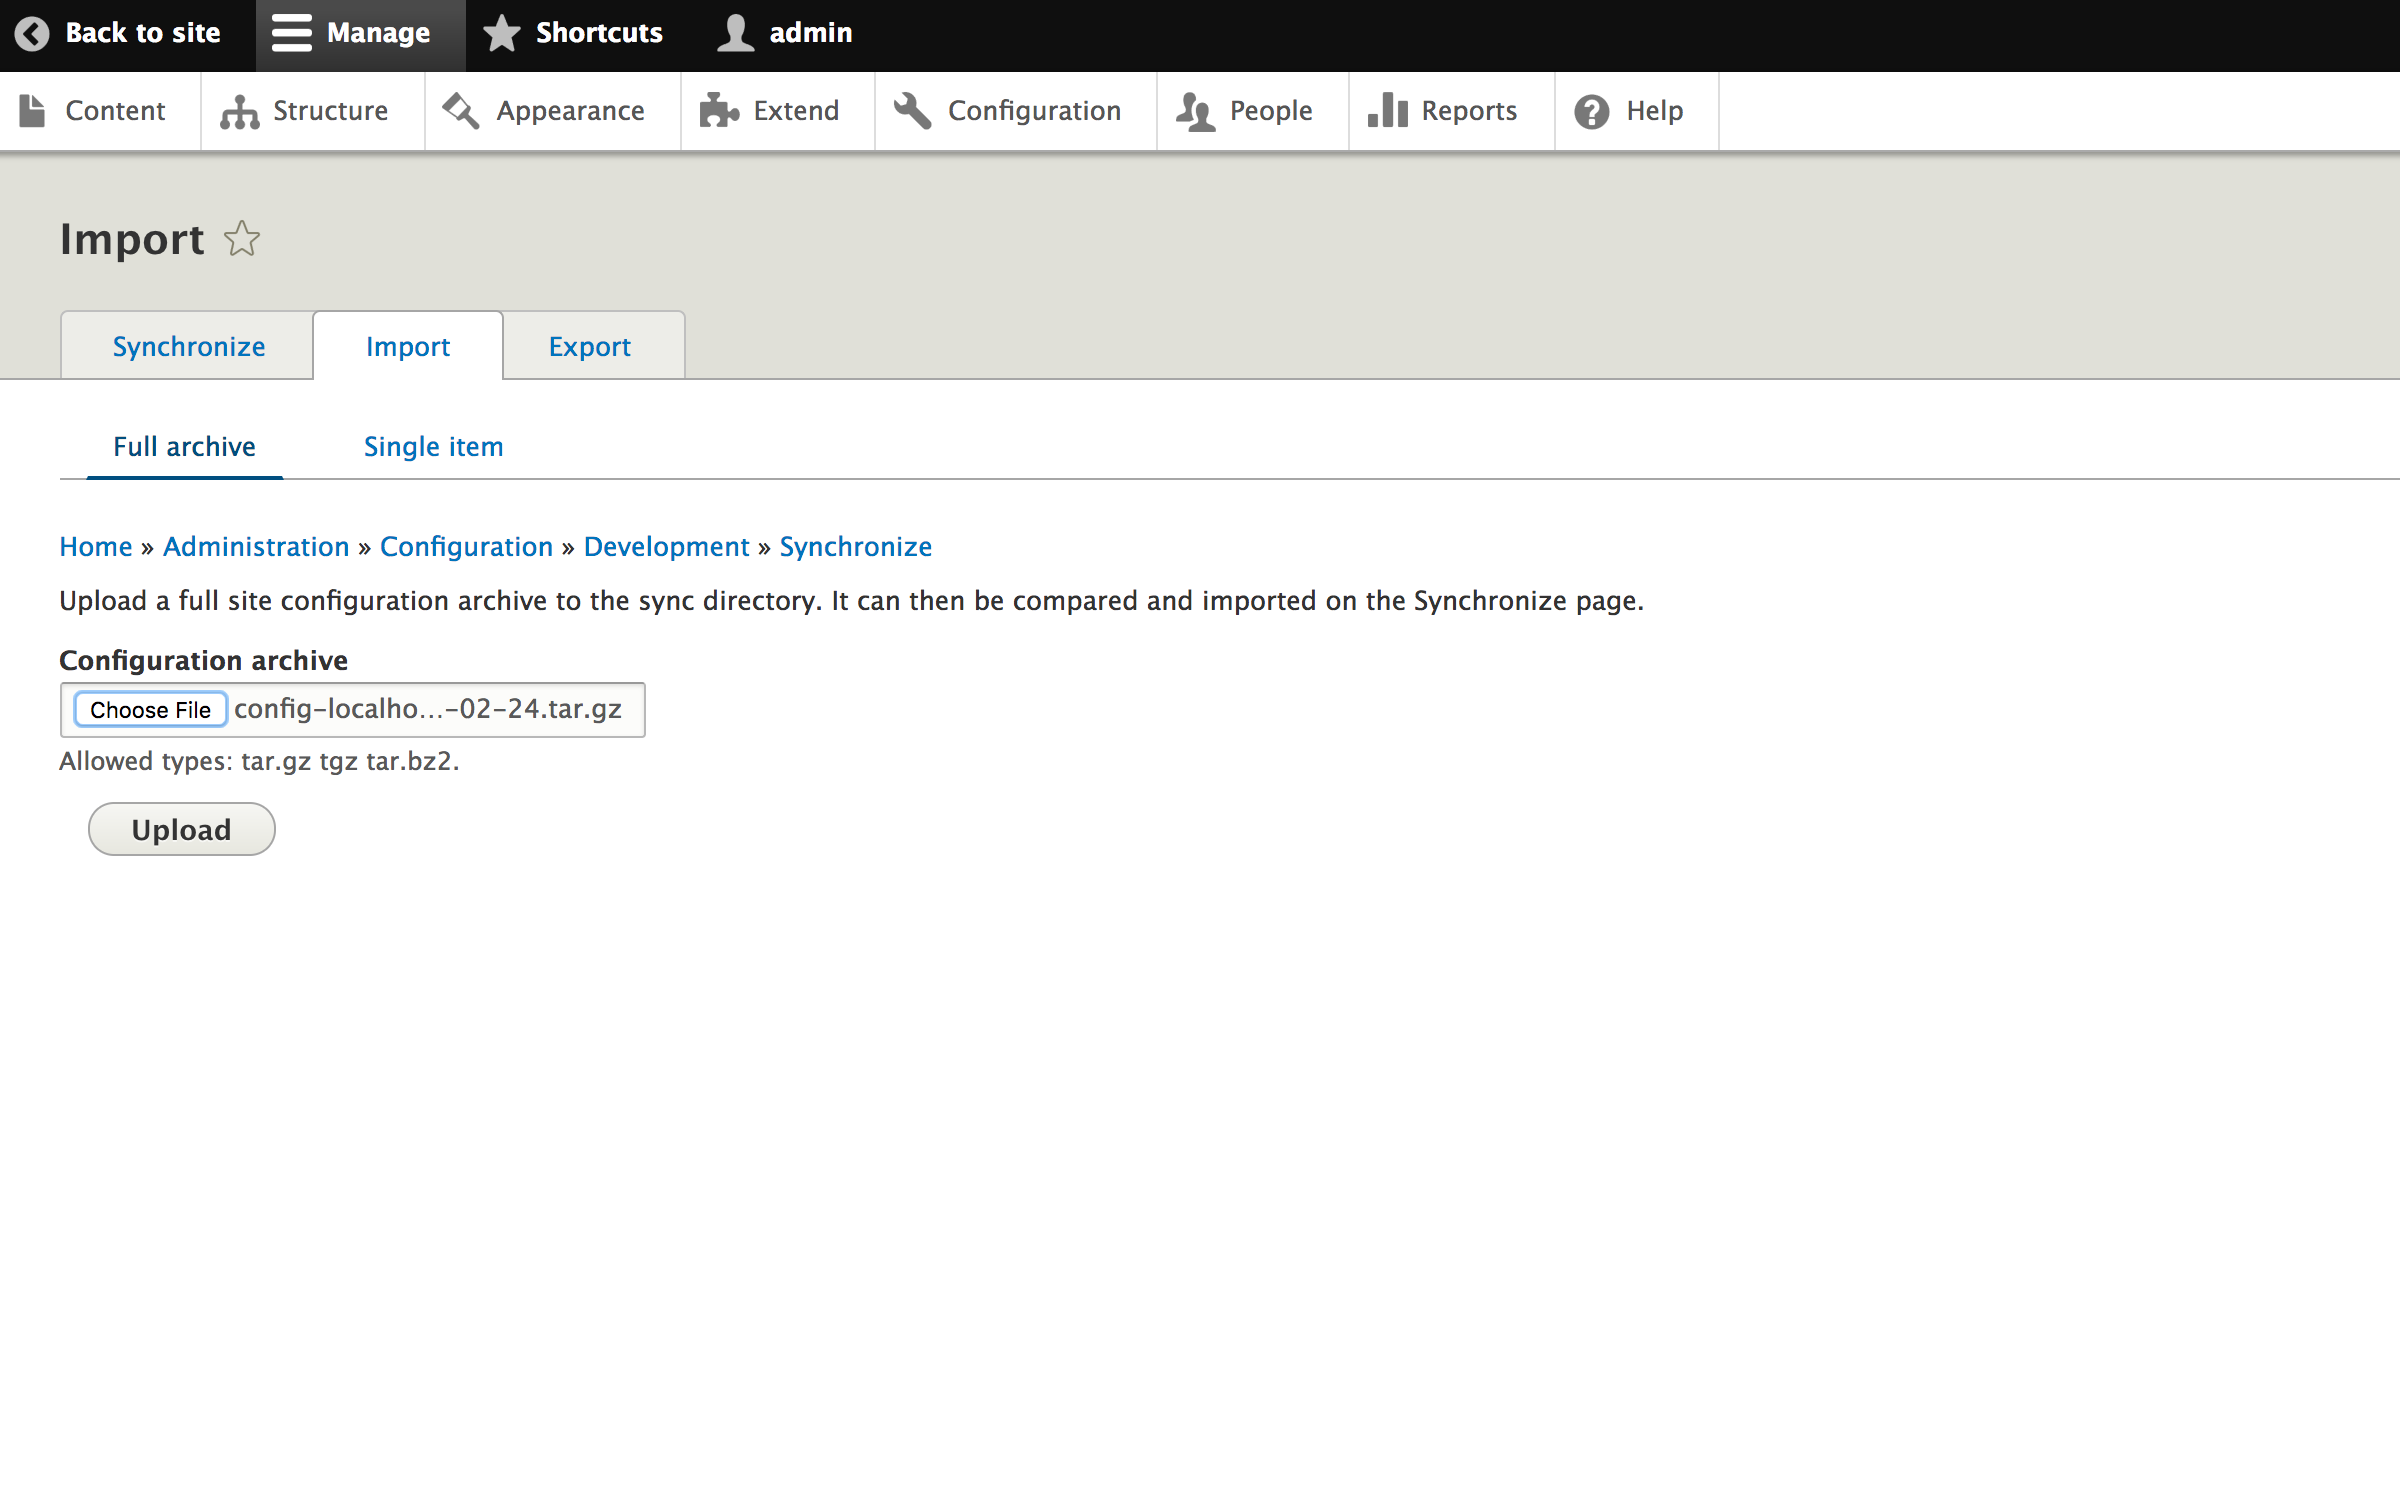 Back to site Manage Shortcuts admin
Content Structure Appearance Extend Configuration People Reports Help
Import
Synchronize Import Export
Full archive Single item
Home » Administration » Configuration » Development » Synchronize
Upload a full site configuration archive to the sync directory. It can then be compared and imported on the Synchronize page.
Configuration archive
Choose File config-localho...-02-24.tar.gz
Allowed types: tar.gz tgz tar.bz2.
Upload